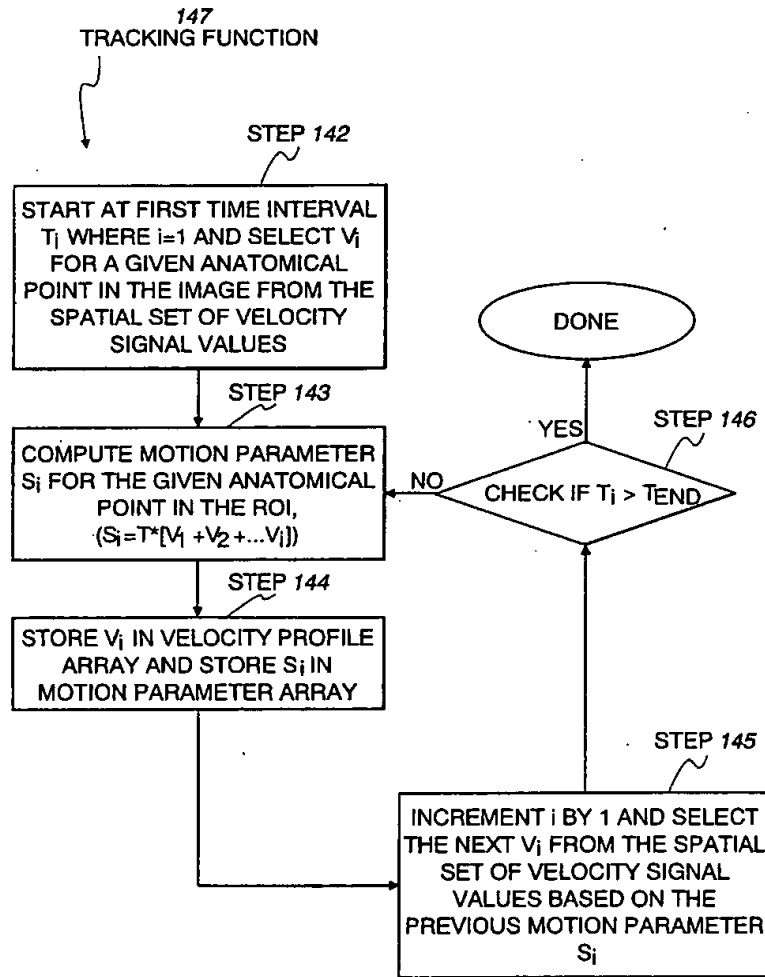 147
TRACKING FUNCTION
STEP 142
START AT FIRST TIME INTERVAL
Ti WHERE i=1 AND SELECT Vi
FOR A GIVEN ANATOMICAL
POINT IN THE IMAGE FROM THE
SPATIAL SET OF VELOCITY
SIGNAL VALUES
STEP 143
COMPUTE MOTION PARAMETER
Si FOR THE GIVEN ANATOMICAL
POINT IN THE ROI,
(Si=T*[V1 +V2 +...Vi])
STEP 144
STORE Vi IN VELOCITY PROFILE
ARRAY AND STORE Si IN
MOTION PARAMETER ARRAY
STEP 145
INCREMENT i BY 1 AND SELECT
THE NEXT Vi FROM THE SPATIAL
SET OF VELOCITY SIGNAL
VALUES BASED ON THE
PREVIOUS MOTION PARAMETER
Si
STEP 146
CHECK IF Ti > TEND
NO
YES
DONE